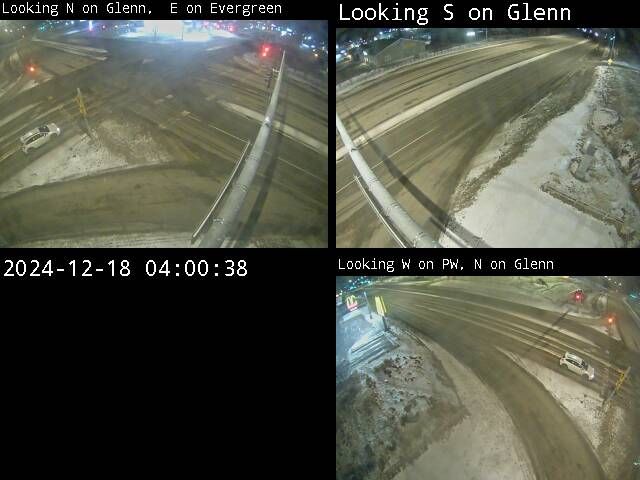 Looking N on Glenn, E on Evergreen
Looking S on Glenn
2024-12-18 04:00:38
Looking W on PW, N on Glenn